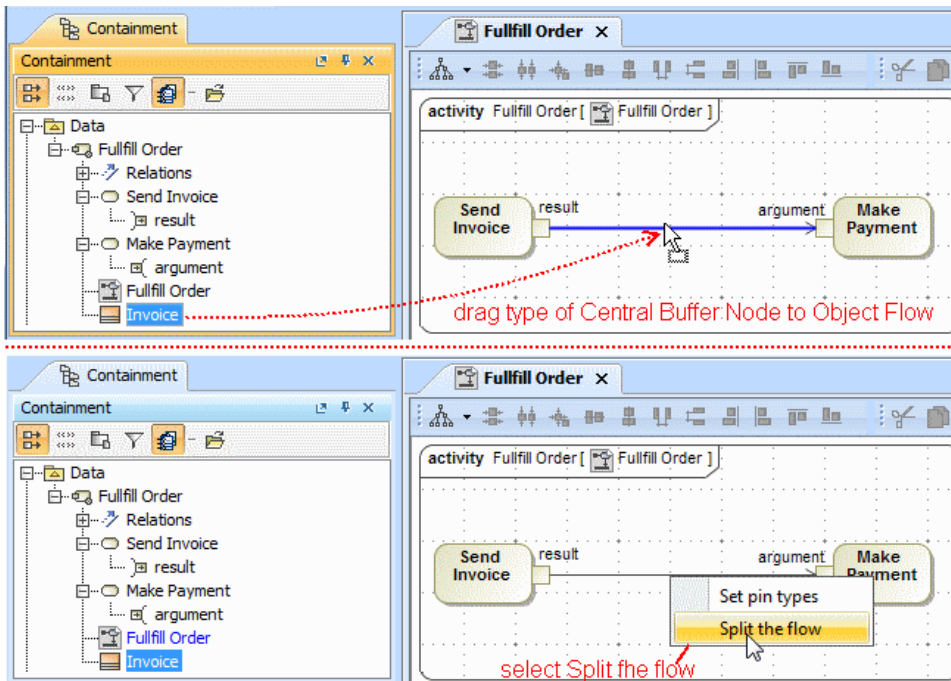 Containment
Containment
Data
Fullfill Order
Relations
Send Invoice
result
Make Payment
argument
Fullfill Order
Invoice
Fullfill Order
activity Fullfill Order [ Fullfill Order ]
Send Invoice
result
argument
Make Payment
drag type of Central Buffer Node to Object Flow
Containment
Containment
Data
Fullfill Order
Relations
Send Invoice
result
Make Payment
argument
Fullfill Order
Invoice
Fullfill Order
activity Fullfill Order [ Fullfill Order ]
Send Invoice
result
argument
Make Payment
Set pin types
Split the flow
select Split the flow